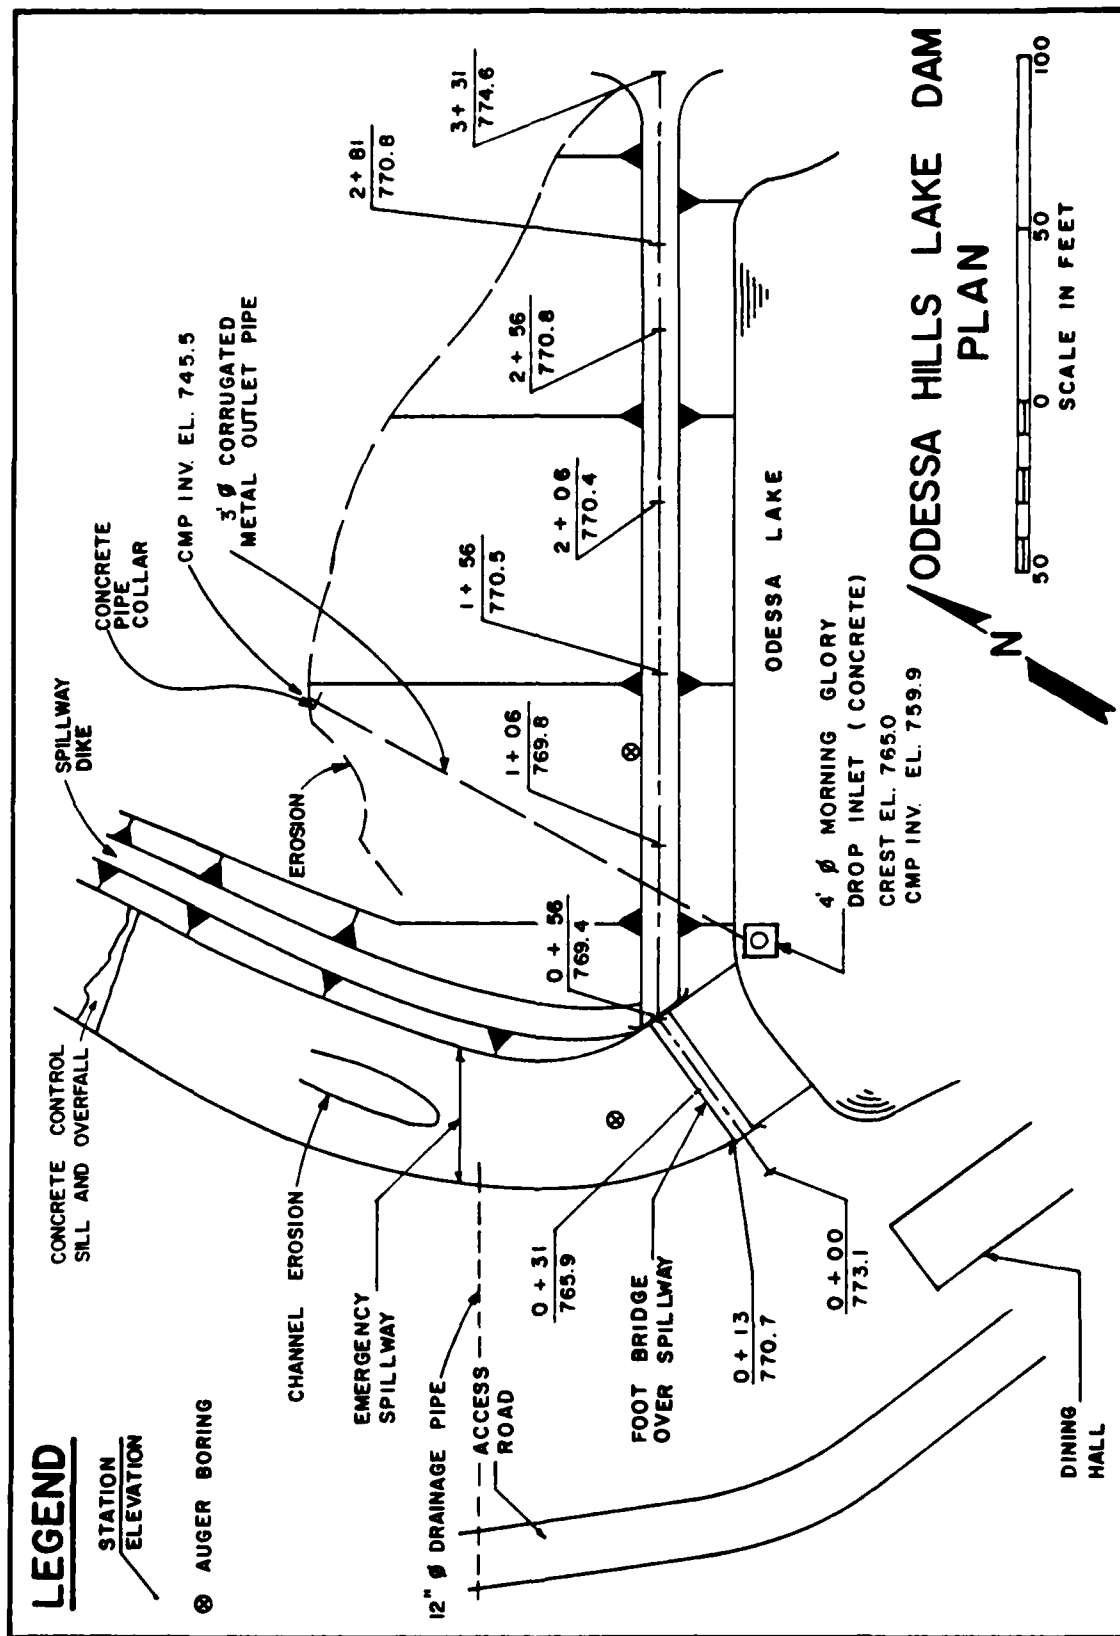 LEGEND
STATION
ELEVATION
⊗ AUGER BORING
CONCRETE CONTROL
SILL AND OVERFALL
SPILLWAY
DIKE
CONCRETE
PIPE
COLLAR
CMP INV. EL. 745.5
3' Ø CORRUGATED
METAL OUTLET PIPE
CHANNEL EROSION
EROSION
EMERGENCY
SPILLWAY
12" Ø DRAINAGE PIPE
ACCESS
ROAD
0 + 31
765.9
0 + 56
769.4
1 + 06
769.8
1 + 56
770.5
2 + 06
770.4
2 + 56
770.8
2 + 81
770.8
3 + 31
774.6
FOOT BRIDGE
OVER SPILLWAY
0 + 13
770.7
0 + 00
773.1
ODESSA LAKE
4' Ø MORNING GLORY
DROP INLET (CONCRETE)
CREST EL. 765.0
CMP INV. EL. 759.9
DINING
HALL
N
ODESSA HILLS LAKE DAM
PLAN
50 0 50 100
SCALE IN FEET